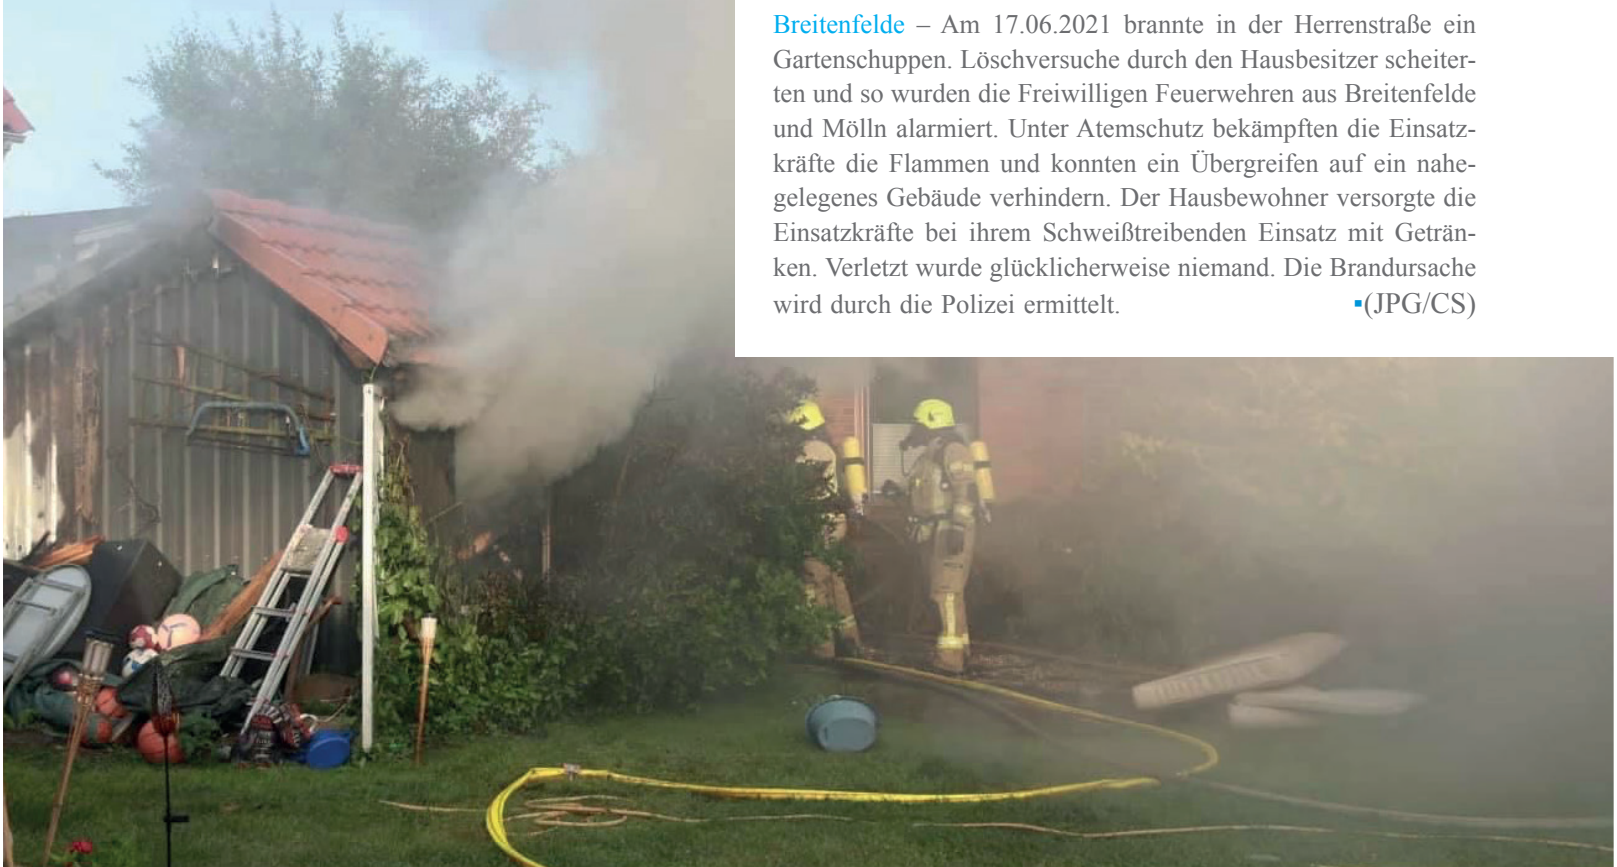 Breitenfelde – Am 17.06.2021 brannte in der Herrenstraße ein
Gartenschuppen. Löschversuche durch den Hausbesitzer scheiter-
ten und so wurden die Freiwilligen Feuerwehren aus Breitenfelde
und Mölln alarmiert. Unter Atemschutz bekämpften die Einsatz-
kräfte die Flammen und konnten ein Übergreifen auf ein nahe-
gelegenes Gebäude verhindern. Der Hausbewohner versorgte die
Einsatzkräfte bei ihrem Schweißtreibenden Einsatz mit Geträn-
ken. Verletzt wurde glücklicherweise niemand. Die Brandursache
wird durch die Polizei ermittelt. ▪(JPG/CS)